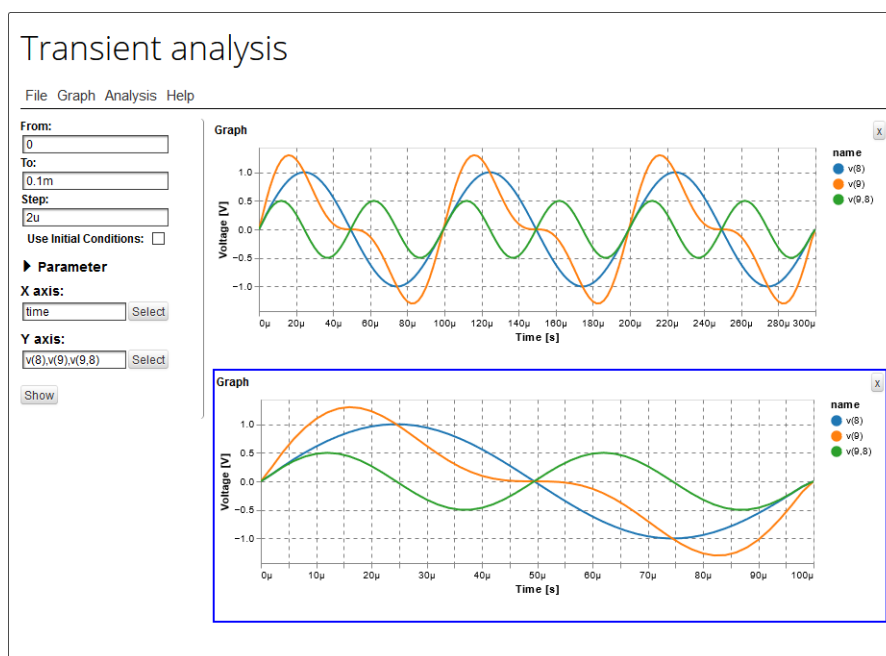 Transient analysis
File Graph Analysis Help
From:
0
To:
0.1m
Step:
2u
Use Initial Conditions:
Parameter
X axis:
time Select
Y axis:
v(8),v(9),v(9,8) Select
Show
Graph x
Voltage [V]
1.0
0.5
0.0
−0.5
−1.0
0μ 20μ 40μ 60μ 80μ 100μ 120μ 140μ 160μ 180μ 200μ 220μ 240μ 260μ 280μ 300μ
Time [s]
name
v(8)
v(9)
v(9,8)
Graph x
Voltage [V]
1.0
0.5
0.0
−0.5
−1.0
0μ 10μ 20μ 30μ 40μ 50μ 60μ 70μ 80μ 90μ 100μ
Time [s]
name
v(8)
v(9)
v(9,8)